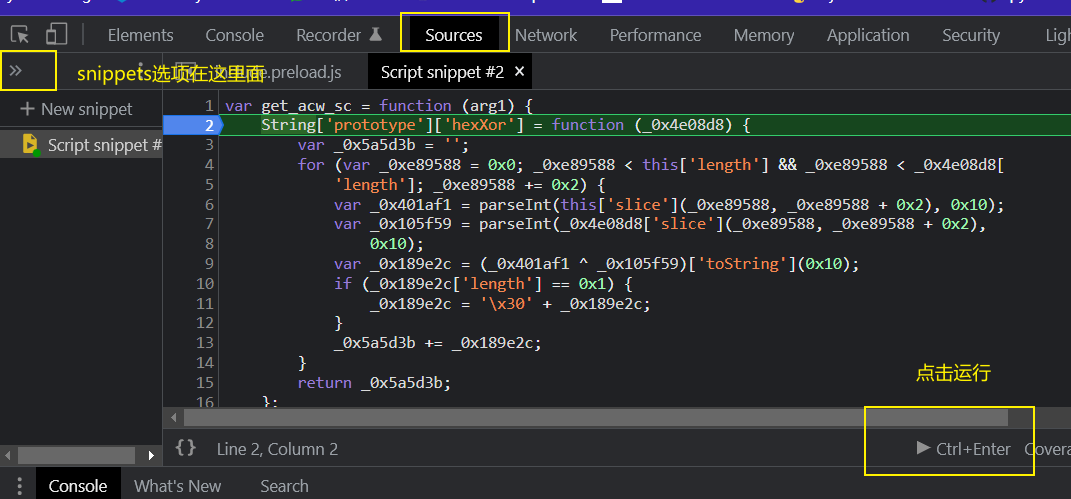 Elements Console Recorder Sources Network Performance Memory Application Security Ligh
snippets选项在这里面 .preload.js Script snippet #2 ×
+ New snippet
Script snippet #
1 var get_acw_sc = function (arg1) {
2 String['prototype']['hexXor'] = function (_0x4e08d8) {
3 var _0x5a5d3b = '';
4 for (var _0xe89588 = 0x0; _0xe89588 < this['length'] && _0xe89588 < _0x4e08d8[
5 'length']; _0xe89588 += 0x2) {
6 var _0x401af1 = parseInt(this['slice'](_0xe89588, _0xe89588 + 0x2), 0x10);
7 var _0x105f59 = parseInt(_0x4e08d8['slice'](_0xe89588, _0xe89588 + 0x2),
8 0x10);
9 var _0x189e2c = (_0x401af1 ^ _0x105f59)['toString'](0x10);
10 if (_0x189e2c['length'] == 0x1) {
11 _0x189e2c = '\x30' + _0x189e2c;
12 }
13 _0x5a5d3b += _0x189e2c;
14 }
15 return _0x5a5d3b;
16 };
点击运行
{} Line 2, Column 2 Ctrl+Enter Covera
Console What's New Search